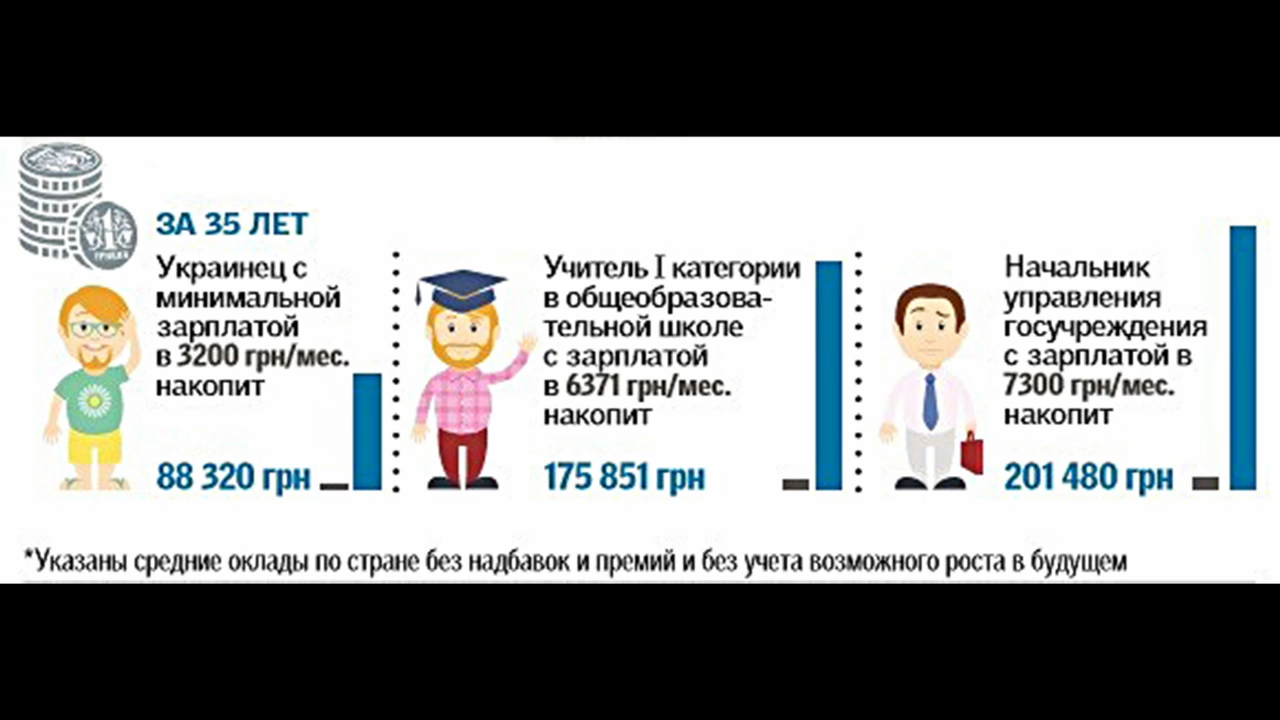 ЗА 35 ЛЕТ
Украинец с
минимальной
зарплатой
в 3200 грн/мес.
накопит
88 320 грн
Учитель I категории
в общеобразова-
тельной школе
с зарплатой
в 6371 грн/мес.
накопит
175 851 грн
Начальник
управления
госучреждения
с зарплатой в
7300 грн/мес.
накопит
201 480 грн
*Указаны средние оклады по стране без надбавок и премий и без учета возможного роста в будущем
1